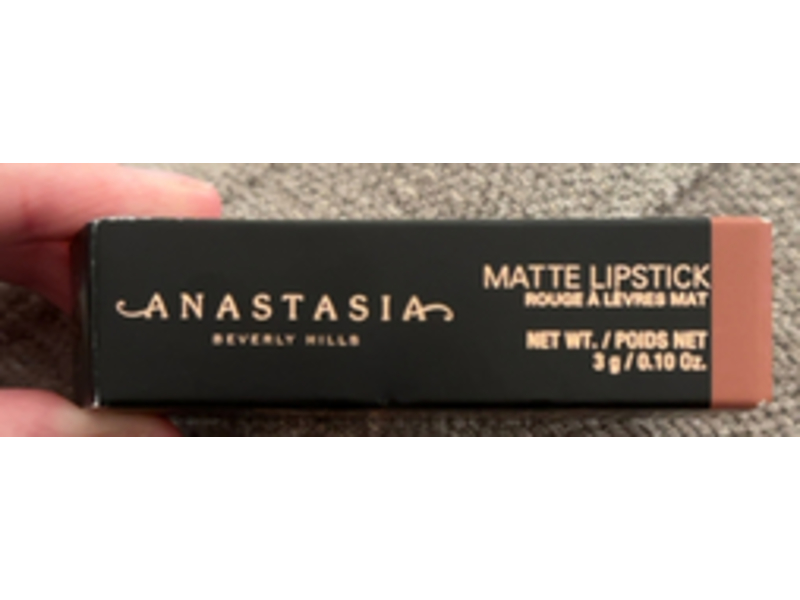 ANASTASIA
BEVERLY HILLS
MATTE LIPSTICK
ROUGE À LÈVRES MAT
NET WT. / POIDS NET
3 g / 0.10 Oz.